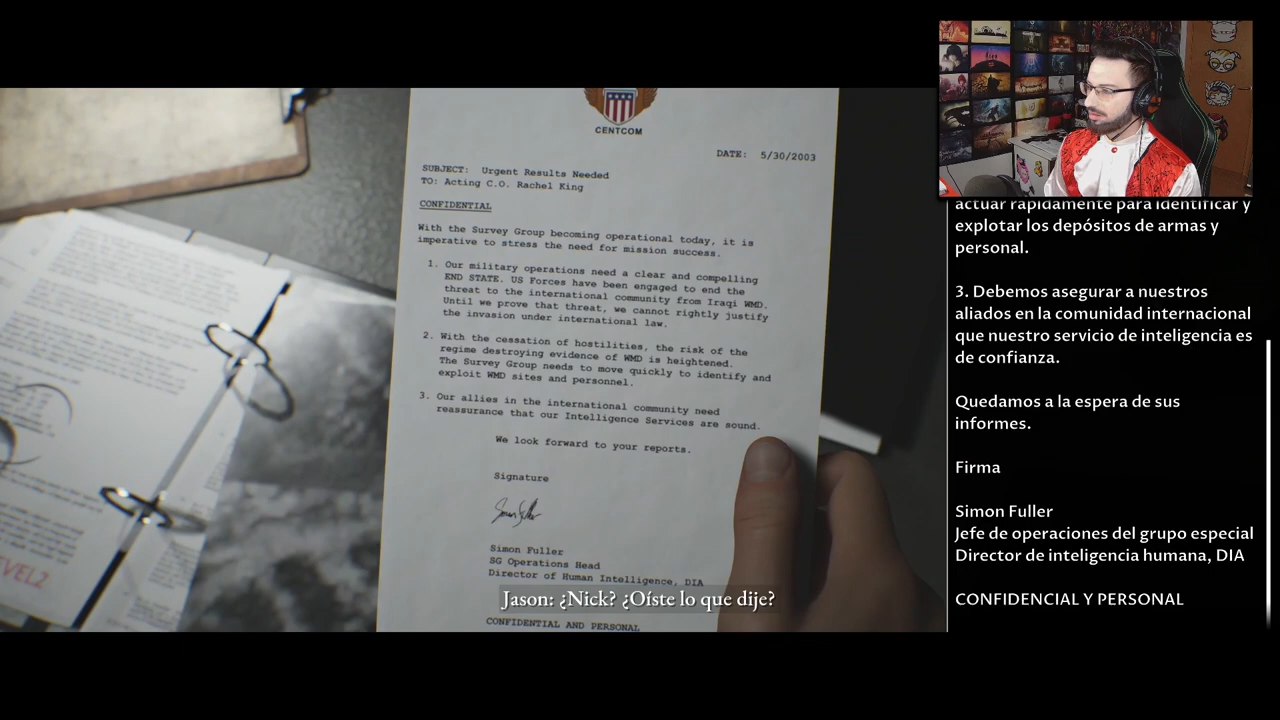 CENTCOM
DATE: 5/30/2003
SUBJECT: Urgent Results Needed
TO: Acting C.O. Rachel King
CONFIDENTIAL
With the Survey Group becoming operational today, it is
imperative to stress the need for mission success.
1. Our military operations need a clear and compelling
END STATE. US Forces have been engaged to end the
threat to the international community from Iraqi WMD.
Until we prove that threat, we cannot rightly justify
the invasion under international law.
2. With the cessation of hostilities, the risk of the
regime destroying evidence of WMD is heightened.
The Survey Group needs to move quickly to identify and
exploit WMD sites and personnel.
3. Our allies in the international community need
reassurance that our Intelligence Services are sound.
We look forward to your reports.
Signature
Simon Fuller
Simon Fuller
SG Operations Head
Director of Human Intelligence, DIA
CONFIDENTIAL AND PERSONAL
Jason: ¿Nick? ¿Oíste lo que dije?
actuar rápidamente para identificar y
explotar los depósitos de armas y
personal.
3. Debemos asegurar a nuestros
aliados en la comunidad internacional
que nuestro servicio de inteligencia es
de confianza.
Quedamos a la espera de sus
informes.
Firma
Simon Fuller
Jefe de operaciones del grupo especial
Director de inteligencia humana, DIA
CONFIDENCIAL Y PERSONAL